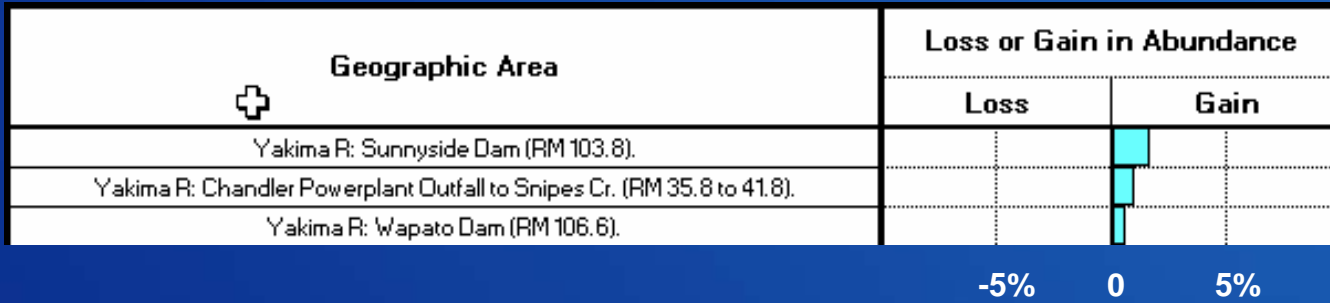 Geographic Area
Loss or Gain in Abundance
Loss Gain
Yakima R: Sunnyside Dam (RM 103.8).
Yakima R: Chandler Powerplant Outfall to Snipes Cr. (RM 35.8 to 41.8).
Yakima R: Wapato Dam (RM 106.6).
-5% 0 5%